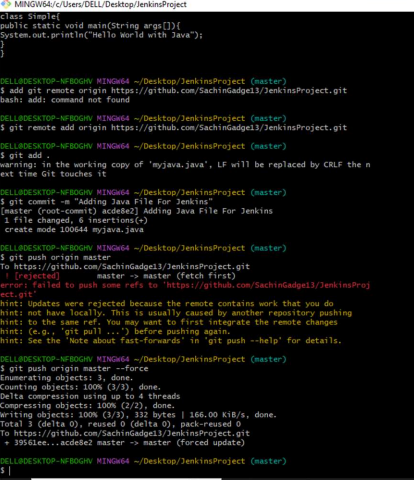 MINGW64:/c/Users/DELL/Desktop/JenkinsProject
class Simple{
public static void main(String args[]){
System.out.println("Hello World with Java");
}
}
DELL@DESKTOP-NFBOGHV MINGW64 ~/Desktop/JenkinsProject (master)
$ add git remote origin https://github.com/SachinGadge13/JenkinsProject.git
bash: add: command not found
DELL@DESKTOP-NFBOGHV MINGW64 ~/Desktop/JenkinsProject (master)
$ git remote add origin https://github.com/SachinGadge13/JenkinsProject.git
DELL@DESKTOP-NFBOGHV MINGW64 ~/Desktop/JenkinsProject (master)
$ git add .
warning: in the working copy of 'myjava.java', LF will be replaced by CRLF the n
ext time Git touches it
DELL@DESKTOP-NFBOGHV MINGW64 ~/Desktop/JenkinsProject (master)
$ git commit -m "Adding Java File For Jenkins"
[master (root-commit) acde8e2] Adding Java File For Jenkins
1 file changed, 6 insertions(+)
create mode 100644 myjava.java
DELL@DESKTOP-NFBOGHV MINGW64 ~/Desktop/JenkinsProject (master)
$ git push origin master
To https://github.com/SachinGadge13/JenkinsProject.git
! [rejected] master -> master (fetch first)
error: failed to push some refs to 'https://github.com/SachinGadge13/JenkinsProj
ect.git'
hint: Updates were rejected because the remote contains work that you do
hint: not have locally. This is usually caused by another repository pushing
hint: to the same ref. You may want to first integrate the remote changes
hint: (e.g., 'git pull ...') before pushing again.
hint: See the 'Note about fast-forwards' in 'git push --help' for details.
DELL@DESKTOP-NFBOGHV MINGW64 ~/Desktop/JenkinsProject (master)
$ git push origin master --force
Enumerating objects: 3, done.
Counting objects: 100% (3/3), done.
Delta compression using up to 4 threads
Compressing objects: 100% (2/2), done.
Writing objects: 100% (3/3), 332 bytes | 166.00 KiB/s, done.
Total 3 (delta 0), reused 0 (delta 0), pack-reused 0
To https://github.com/SachinGadge13/JenkinsProject.git
+ 39561ee...acde8e2 master -> master (forced update)
DELL@DESKTOP-NFBOGHV MINGW64 ~/Desktop/JenkinsProject (master)
$